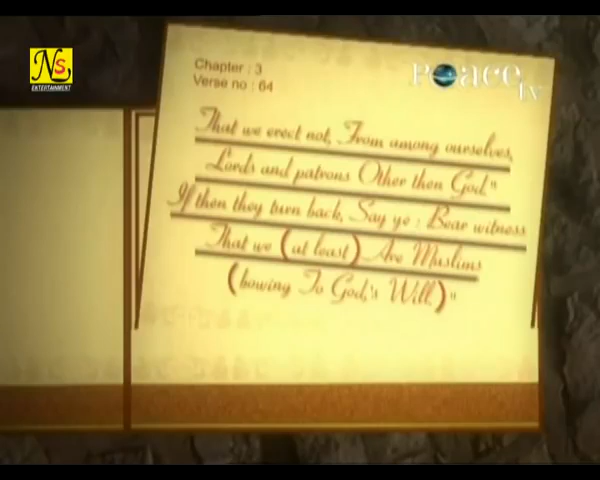 Ns
ENTERTAINMENT
Chapter : 3
Verse no : 64
Peace TV
That we erect not, From among ourselves,
Lords and patrons Other then God"
If then they turn back, Say ye : Bear witness
That we (at least) Are Muslims
(bowing To God,s Will,)"